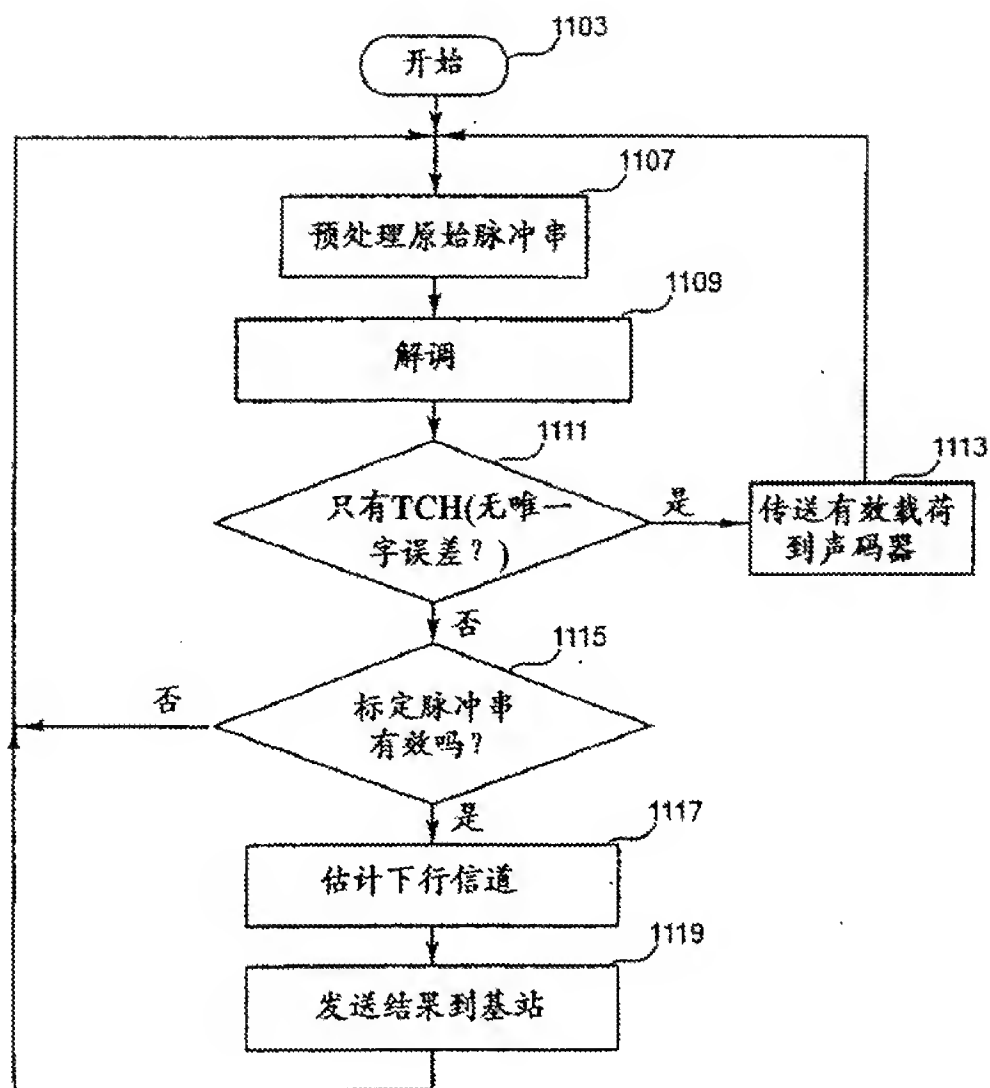 1103
开始
1107
预处理原始脉冲串
1109
解调
1111
只有TCH(无唯一
字误差?)
是
1113
传送有效载荷
到声码器
否
1115
标定脉冲串
有效吗?
否
是
1117
估计下行信道
1119
发送结果到基站